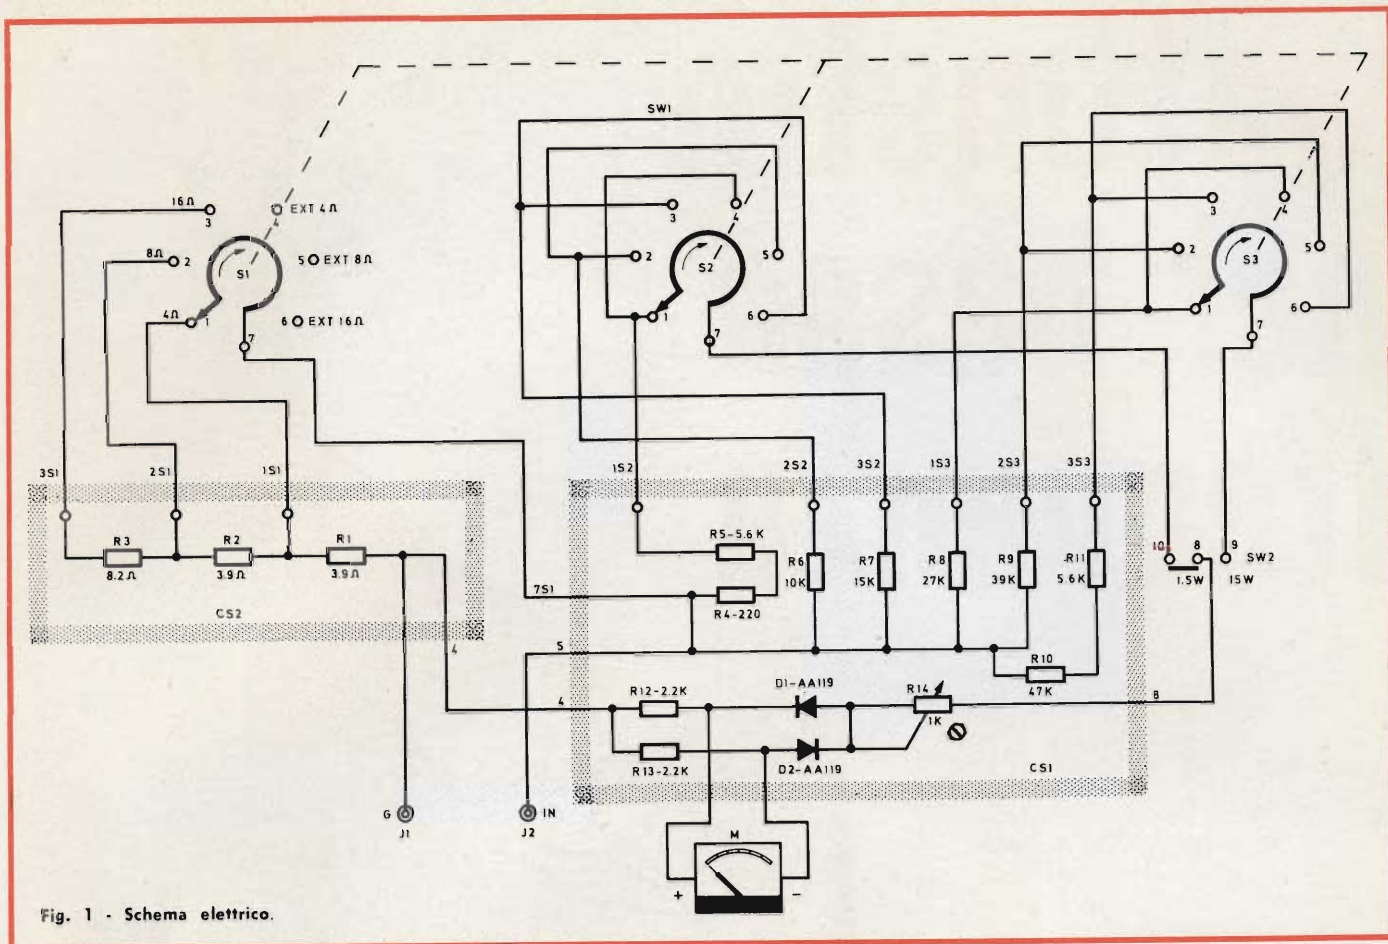 SW1
16Ω
3
EXT 4Ω
4
8Ω
2
S1
5
EXT 8Ω
4Ω
1
6
EXT 16Ω
7
3
4
2
S2
5
1
6
7
3
4
2
S3
5
1
6
7
3S1
2S1
1S1
1S2
2S2
3S2
1S3
2S3
3S3
R3
8.2Ω
R2
3.9Ω
R1
3.9Ω
CS2
R5-5.6K
R4-220
R6
10K
R7
15K
R8
27K
R9
39K
R11
5.6K
10
8
9
SW2
1.5W
15W
7S1
4
5
R10
47K
4
R12-2.2K
D1-AA119
R14
1K
8
R13-2.2K
D2-AA119
CS1
G
J1
IN
J2
M
+
−
Fig. 1 - Schema elettrico.